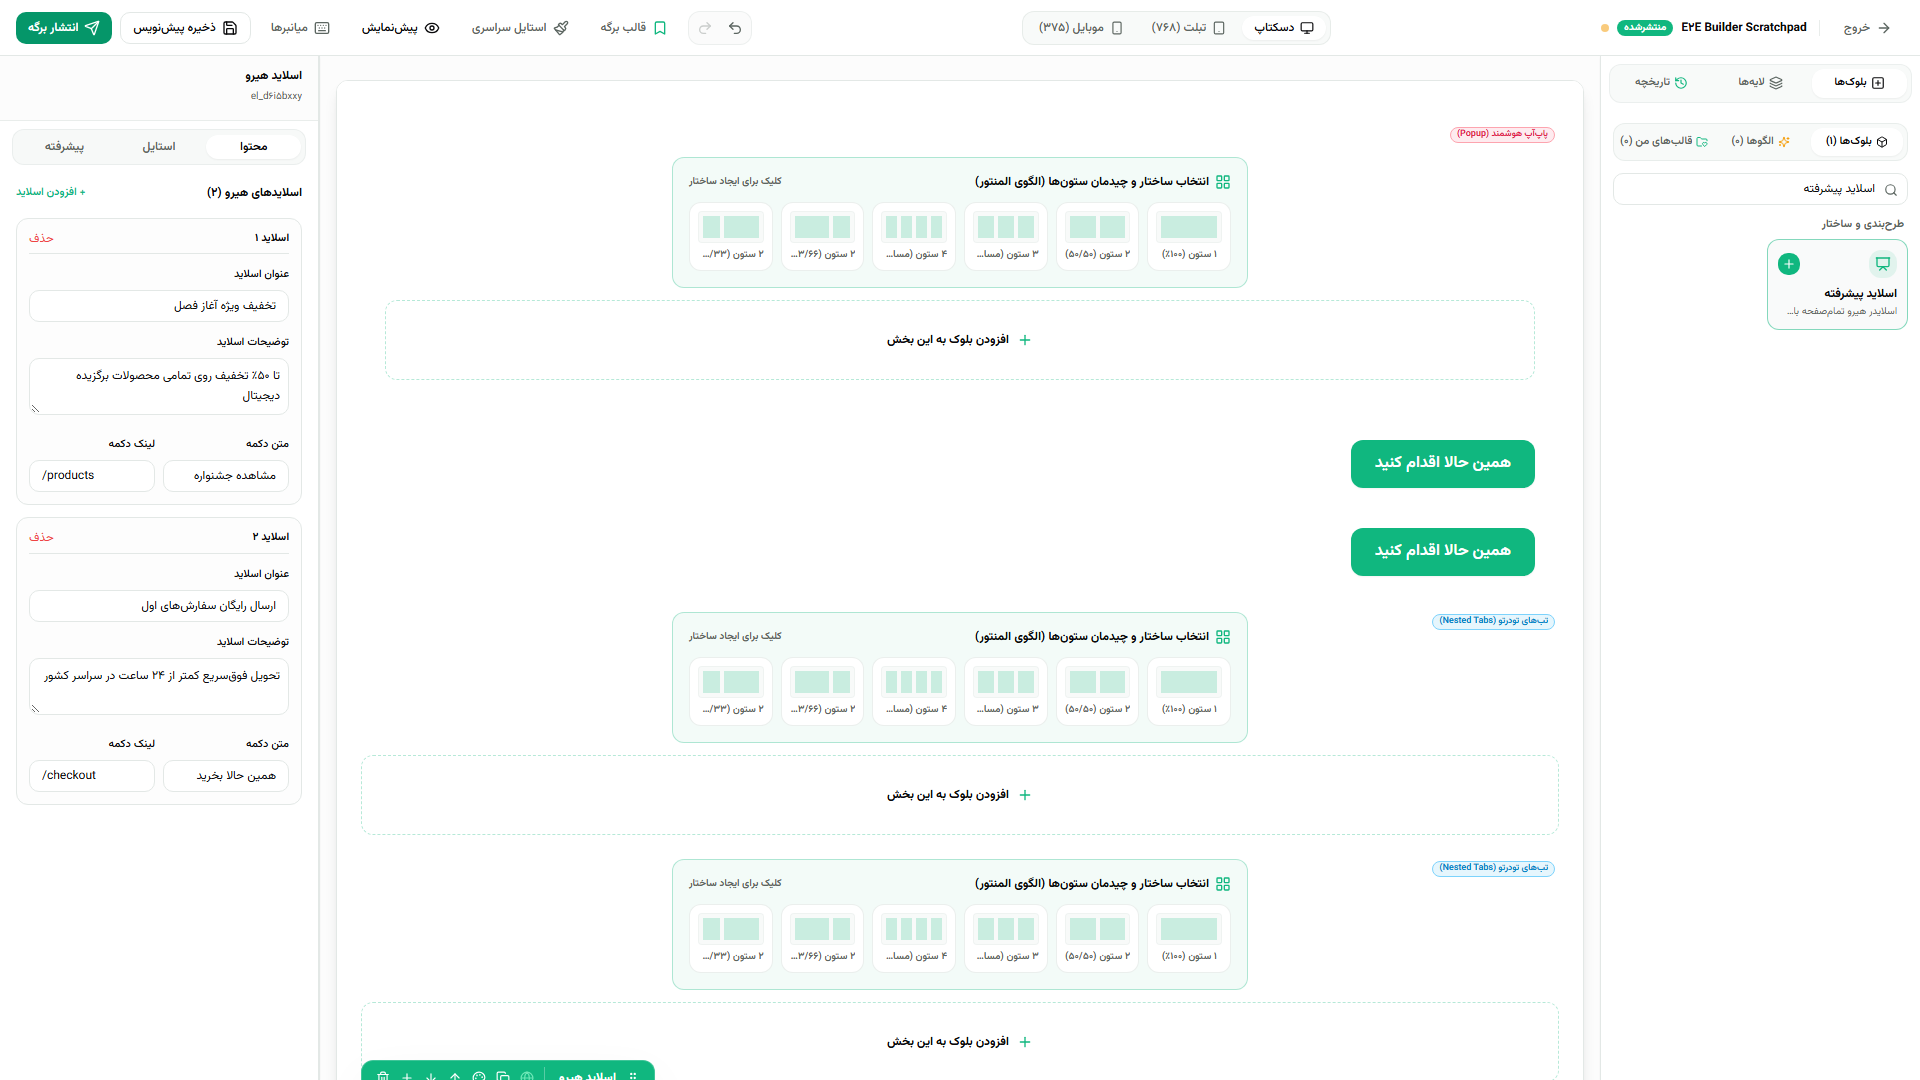 خروج
E2E Builder Scratchpad
منتشرشده
دسکتاپ
تبلت (۷۶۸)
موبایل (۳۷۵)
قالب برگه
استایل سراسری
پیش‌نمایش
میانبرها
ذخیره پیش‌نویس
انتشار برگه
بلوک‌ها
لایه‌ها
تاریخچه
بلوک‌ها (۱)
الگوها (۰)
قالب‌های من (۰)
اسلاید پیشرفته
طرح‌بندی و ساختار
اسلاید پیشرفته
اسلایدر هیرو تمام‌صفحه با...
پاپ‌آپ هوشمند (Popup)
انتخاب ساختار و چیدمان ستون‌ها (الگوی المنتور)
کلیک برای ایجاد ساختار
۱ ستون (۱۰۰٪)
۲ ستون (۵۰/۵۰)
۳ ستون (مسا...
۴ ستون (مسا...
۲ ستون (۳/۶۶...
۲ ستون (۳۳/...
افزودن بلوک به این بخش
همین حالا اقدام کنید
همین حالا اقدام کنید
تب‌های تودرتو (Nested Tabs)
انتخاب ساختار و چیدمان ستون‌ها (الگوی المنتور)
کلیک برای ایجاد ساختار
۱ ستون (۱۰۰٪)
۲ ستون (۵۰/۵۰)
۳ ستون (مسا...
۴ ستون (مسا...
۲ ستون (۳/۶۶...
۲ ستون (۳۳/...
افزودن بلوک به این بخش
تب‌های تودرتو (Nested Tabs)
انتخاب ساختار و چیدمان ستون‌ها (الگوی المنتور)
کلیک برای ایجاد ساختار
۱ ستون (۱۰۰٪)
۲ ستون (۵۰/۵۰)
۳ ستون (مسا...
۴ ستون (مسا...
۲ ستون (۳/۶۶...
۲ ستون (۳۳/...
افزودن بلوک به این بخش
اسلاید هیرو
اسلاید هیرو
el_d۶i۵bxxy
محتوا
استایل
پیشرفته
اسلایدهای هیرو (۲)
+ افزودن اسلاید
اسلاید ۱
حذف
عنوان اسلاید
تخفیف ویژه آغاز فصل
توضیحات اسلاید
تا ۵۰٪ تخفیف روی تمامی محصولات برگزیده
دیجیتال
متن دکمه
لینک دکمه
مشاهده جشنواره
/products
اسلاید ۲
حذف
عنوان اسلاید
ارسال رایگان سفارش‌های اول
توضیحات اسلاید
تحویل فوق‌سریع کمتر از ۲۴ ساعت در سراسر کشور
متن دکمه
لینک دکمه
همین حالا بخرید
/checkout